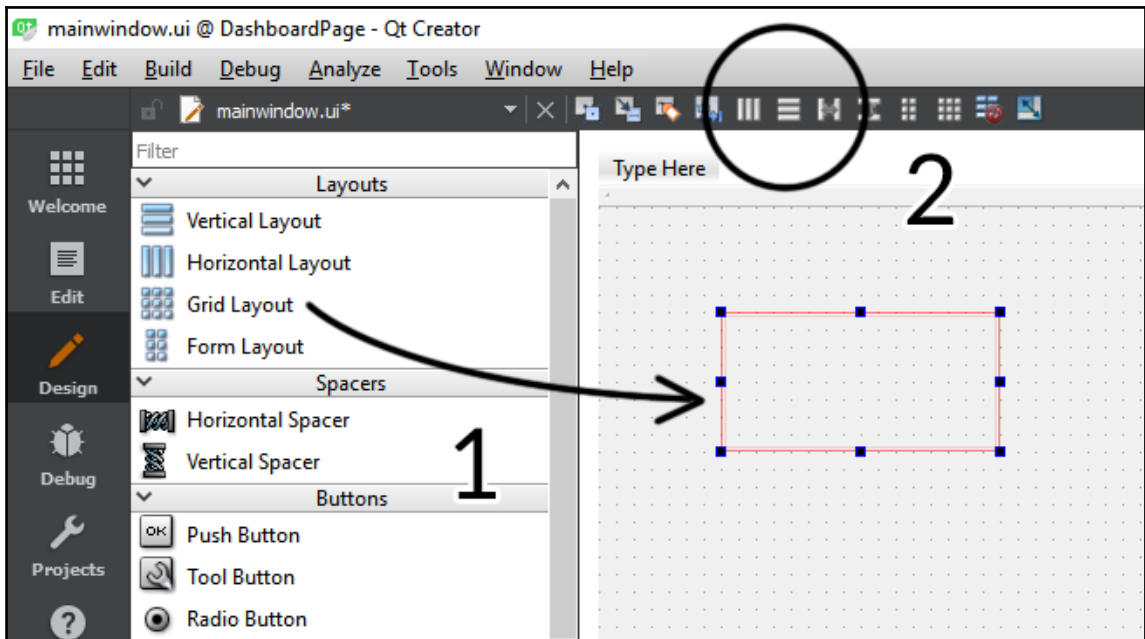 mainwindow.ui @ DashboardPage - Qt Creator
File Edit Build Debug Analyze Tools Window Help
mainwindow.ui*
Filter
Layouts
Type Here
2
Welcome
Vertical Layout
Horizontal Layout
Edit
Grid Layout
Form Layout
Design
Spacers
Horizontal Spacer
1
Vertical Spacer
Debug
Buttons
OK
Push Button
Projects
Tool Button
Radio Button
?